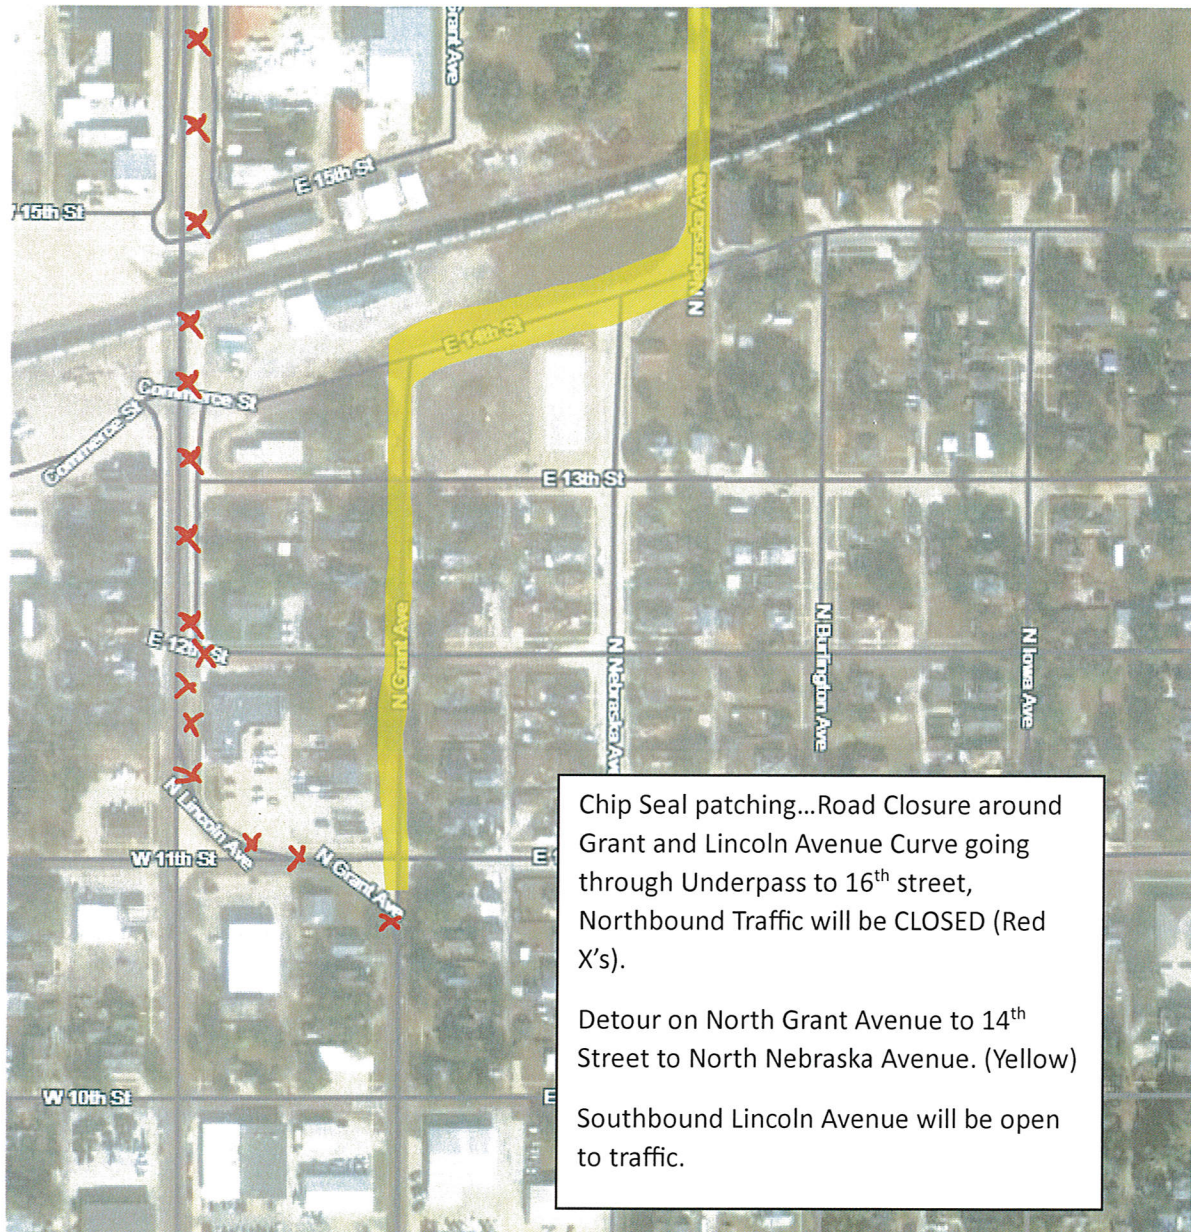 Grant Ave
E 15th St
15th St
N Nebraska Ave
E 14th St
Commerce St
Commerce St
E 13th St
E 12th St
N Grant Ave
N Nebraska Av
N Burlington Ave
N Iowa Ave
N Lincoln Ave
W 11th St
N Grant Ave
E 1
W 10th St
E
Chip Seal patching...Road Closure around
Grant and Lincoln Avenue Curve going
through Underpass to 16th street,
Northbound Traffic will be CLOSED (Red
X's).
Detour on North Grant Avenue to 14th
Street to North Nebraska Avenue. (Yellow)
Southbound Lincoln Avenue will be open
to traffic.